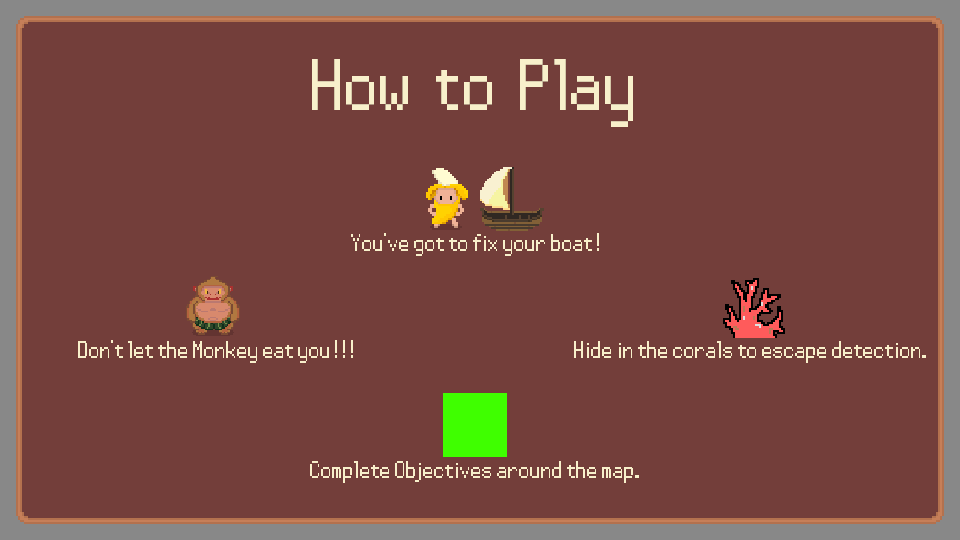 How to Play
You've got to fix your boat!
Don't let the Monkey eat you!!!
Hide in the corals to escape detection.
Complete Objectives around the map.